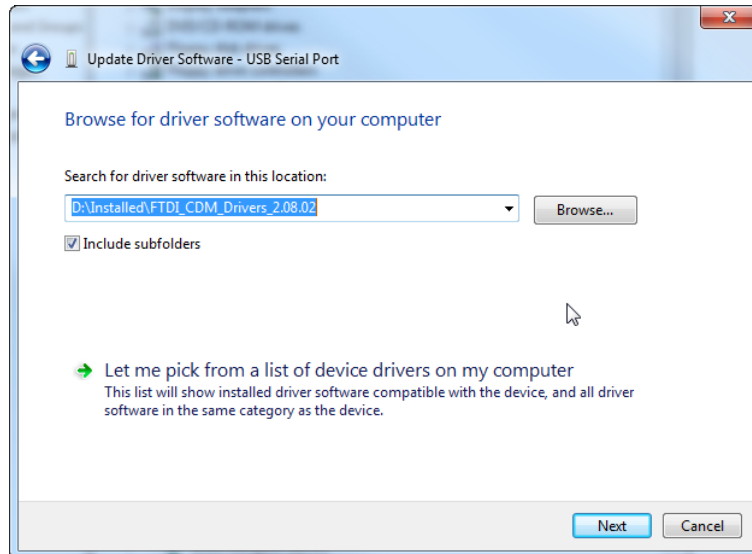 Update Driver Software - USB Serial Port
Browse for driver software on your computer
Search for driver software in this location:
D:\Installed\FTDI_CDM_Drivers_2.08.02
Browse...
Include subfolders
Let me pick from a list of device drivers on my computer
This list will show installed driver software compatible with the device, and all driver
software in the same category as the device.
Next
Cancel